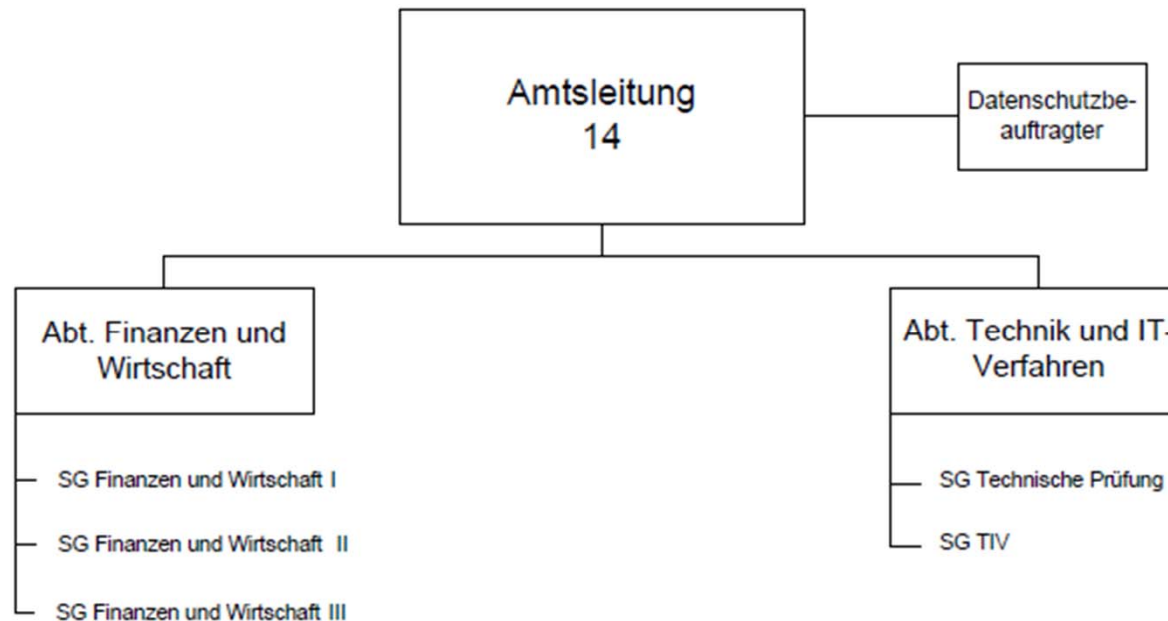 Amtsleitung
14
Datenschutzbe-
auftragter
Abt. Finanzen und
Wirtschaft
SG Finanzen und Wirtschaft I
SG Finanzen und Wirtschaft II
SG Finanzen und Wirtschaft III
Abt. Technik und IT-
Verfahren
SG Technische Prüfung
SG TIV